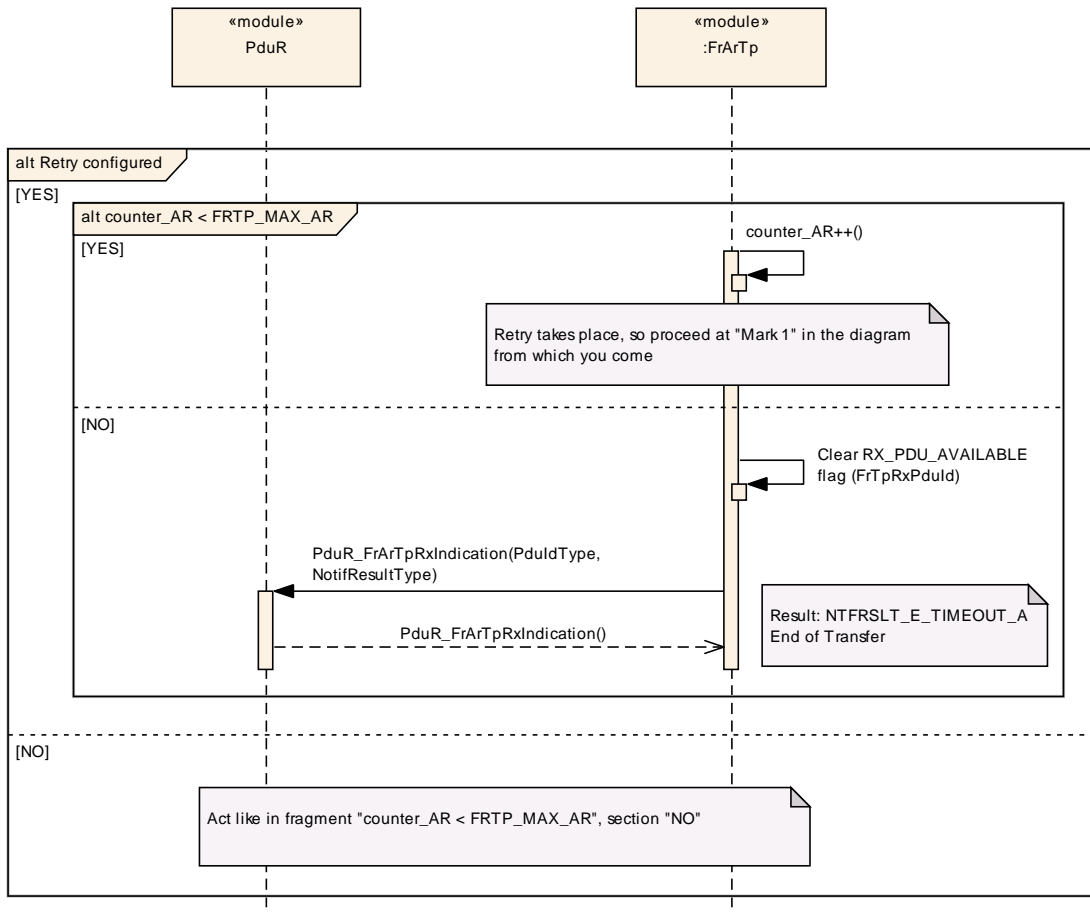 «module»
PduR
«module»
:FrArTp
alt Retry configured
[YES]
alt counter_AR < FRTP_MAX_AR
[YES]
counter_AR++()
Retry takes place, so proceed at "Mark 1" in the diagram
from which you come
[NO]
Clear RX_PDU_AVAILABLE
flag (FrTpRxPduId)
PduR_FrArTpRxIndication(PduIdType,
NotifResultType)
PduR_FrArTpRxIndication()
Result: NTFRSLT_E_TIMEOUT_A
End of Transfer
[NO]
Act like in fragment "counter_AR < FRTP_MAX_AR", section "NO"